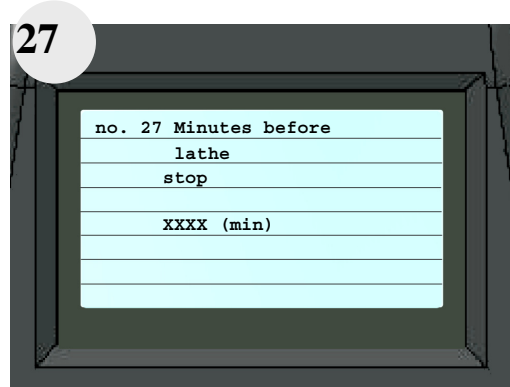 27
no. 27 Minutes before
lathe
stop
XXXX (min)